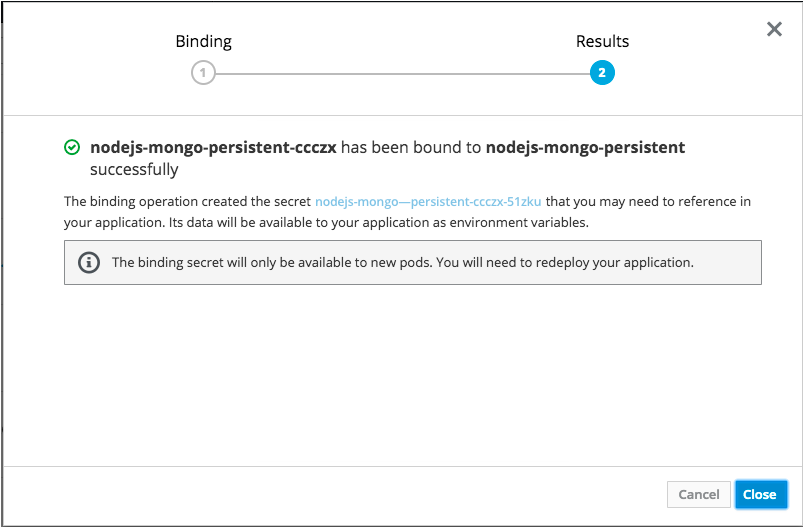 Binding
Results
1
2
nodejs-mongo-persistent-ccczx has been bound to nodejs-mongo-persistent
successfully
The binding operation created the secret nodejs-mongo—persistent-ccczx-51zku that you may need to reference in
your application. Its data will be available to your application as environment variables.
The binding secret will only be available to new pods. You will need to redeploy your application.
Cancel
Close